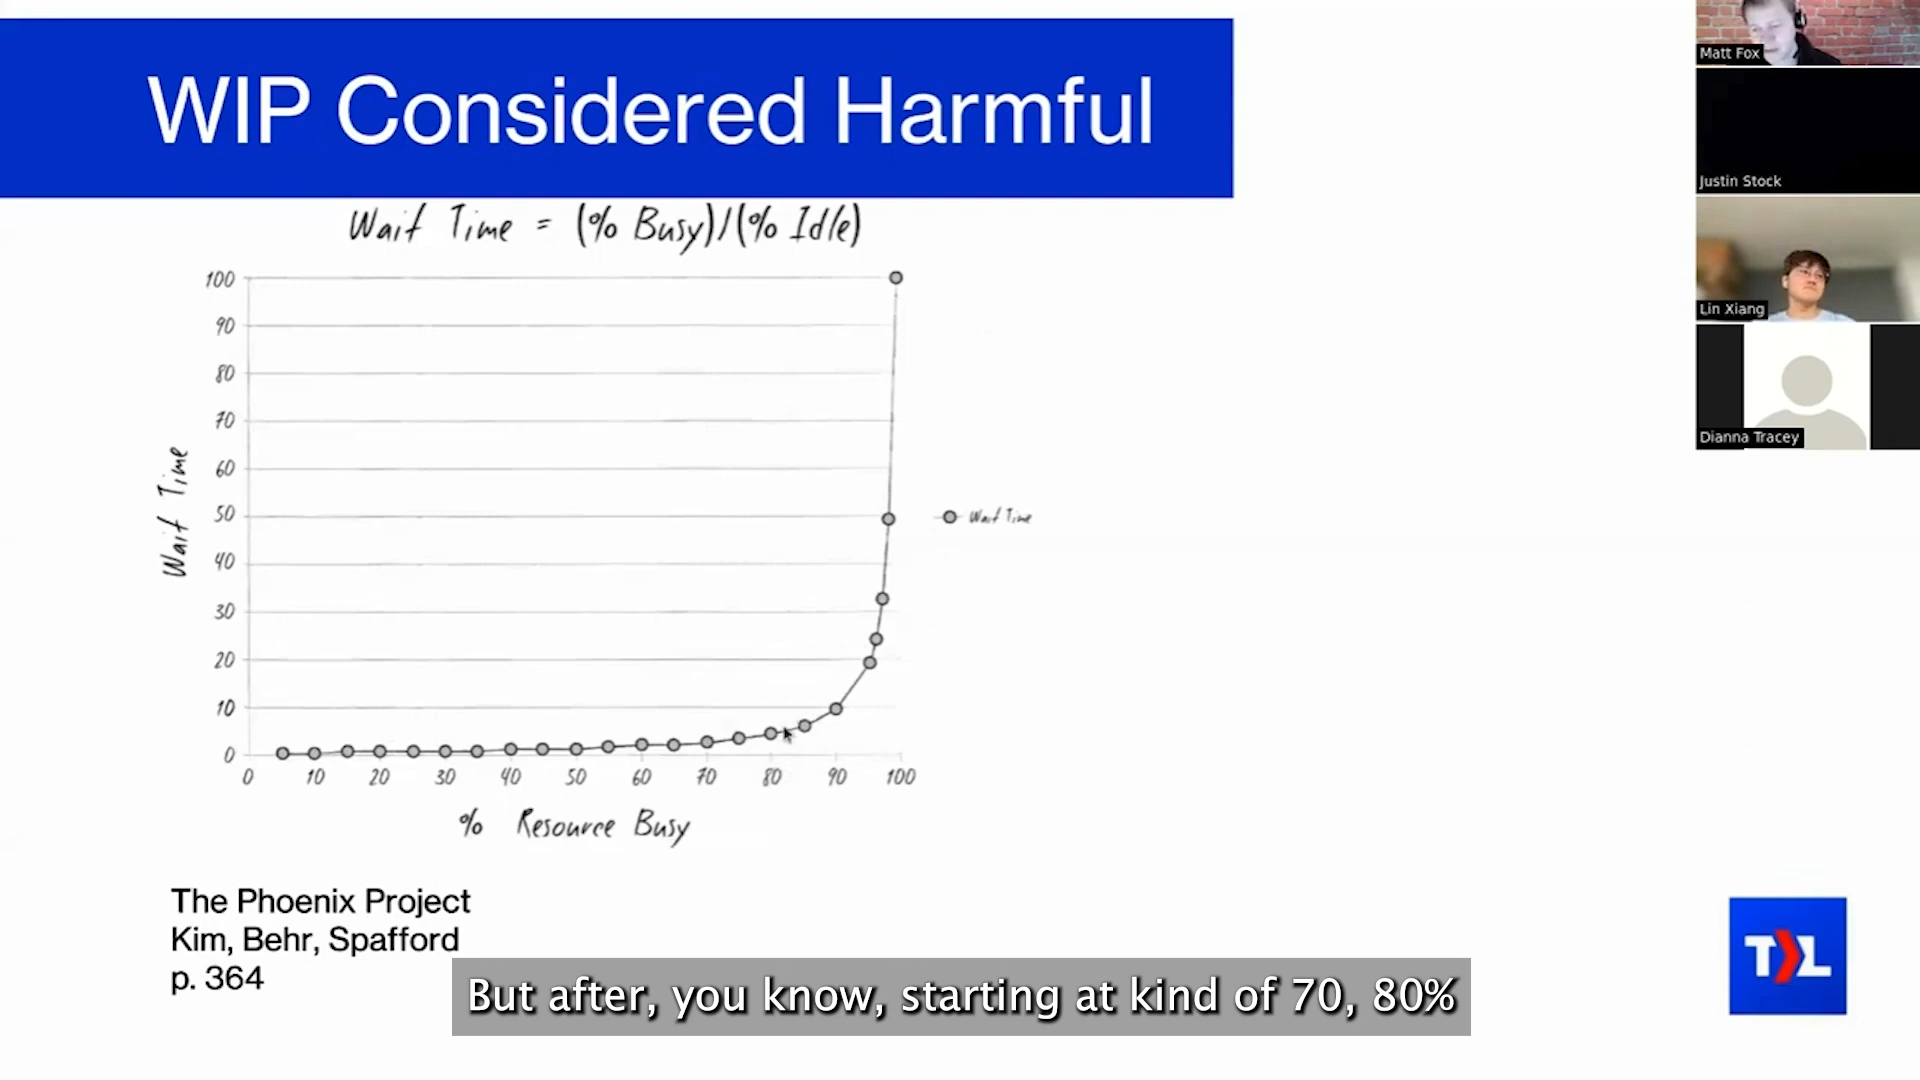 WIP Considered Harmful
Wait Time = (% Busy)/(% Idle)
100
90
80
70
60
50
40
30
20
10
0
Wait Time
0 10 20 30 40 50 60 70 80 90 100
% Resource Busy
Wait Time
The Phoenix Project
Kim, Behr, Spafford
p. 364
But after, you know, starting at kind of 70, 80%
Matt Fox
Justin Stock
Lin Xiang
Dianna Tracey
TL